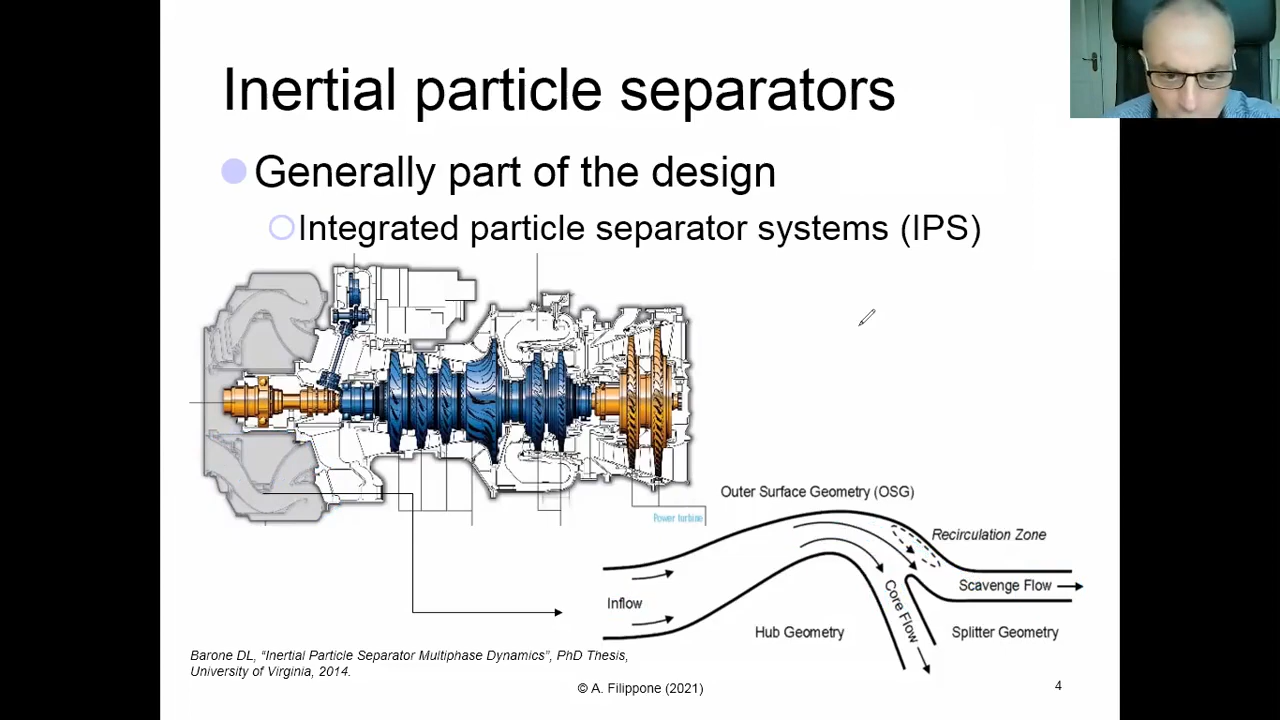 Inertial particle separators
Generally part of the design
Integrated particle separator systems (IPS)
Power turbine
Outer Surface Geometry (OSG)
Recirculation Zone
Scavenge Flow
Inflow
Core Flow
Hub Geometry
Splitter Geometry
Barone DL, “Inertial Particle Separator Multiphase Dynamics”, PhD Thesis,
University of Virginia, 2014.
© A. Filippone (2021)
4